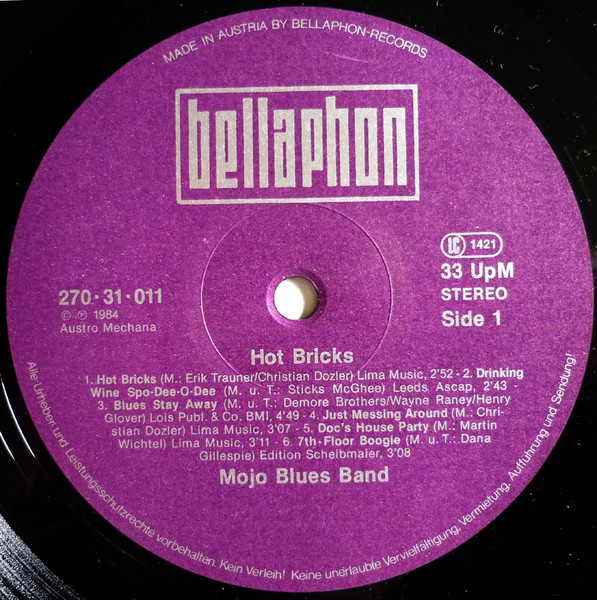 MADE IN AUSTRIA BY BELLAPHON-RECORDS
bellaphon
LC 1421
270·31·011
33 UpM
© ℗ 1984
STEREO
Austro Mechana
Side 1
Hot Bricks
1. Hot Bricks (M.: Erik Trauner/Christian Dozler) Lima Music, 2'52 - 2. Drinking
Wine Spo-Dee-O-Dee (M. u. T.: Sticks McGhee) Leeds Ascap, 2'43 -
3. Blues Stay Away (M. u. T.: Demore Brothers/Wayne Raney/Henry
Glover) Lois Publ. & Co. BMI, 4'49 - 4. Just Messing Around (M.: Chri-
stian Dozler) Lima Music, 3'07 - 5. Doc's House Party (M.: Martin
Wichtel) Lima Music, 3'11 - 6. 7th-Floor Boogie (M. u. T.: Dana
Gillespie) Edition Scheibmaier, 3'08
Mojo Blues Band
Alle Urheber- und Leistungsschutzrechte vorbehalten. Kein Verleih! Keine unerlaubte Vervielfältigung, Vermietung, Aufführung und Sendung!